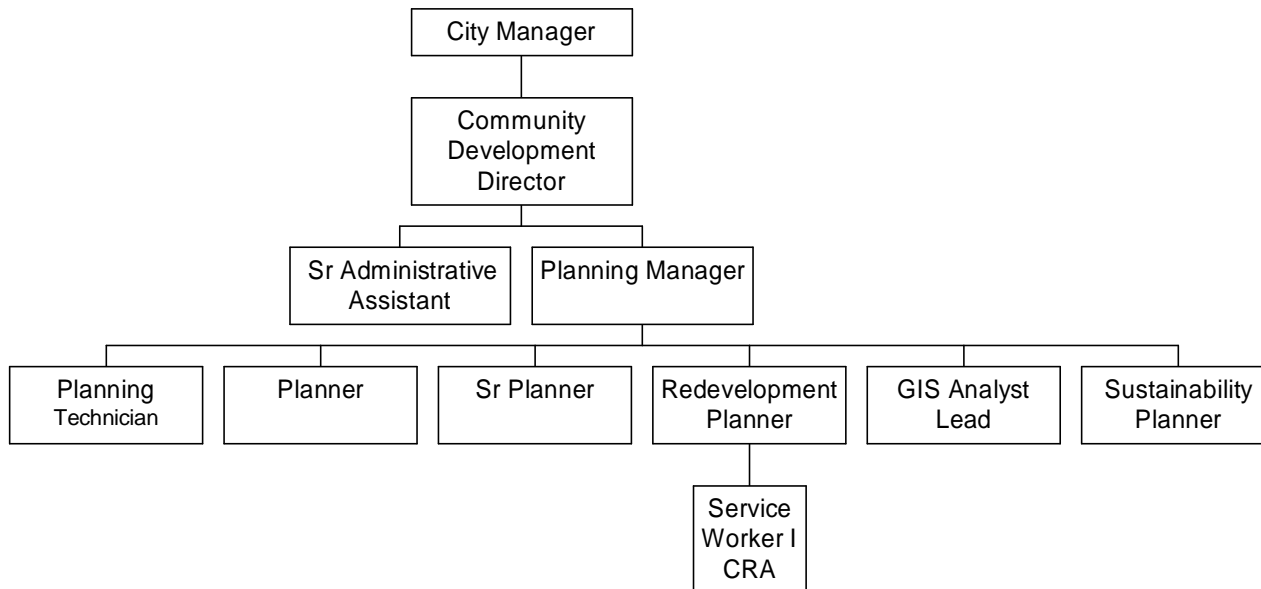 City Manager
Community
Development
Director
Sr Administrative
Assistant
Planning Manager
Planning
Technician
Planner
Sr Planner
Redevelopment
Planner
GIS Analyst
Lead
Sustainability
Planner
Service
Worker I
CRA